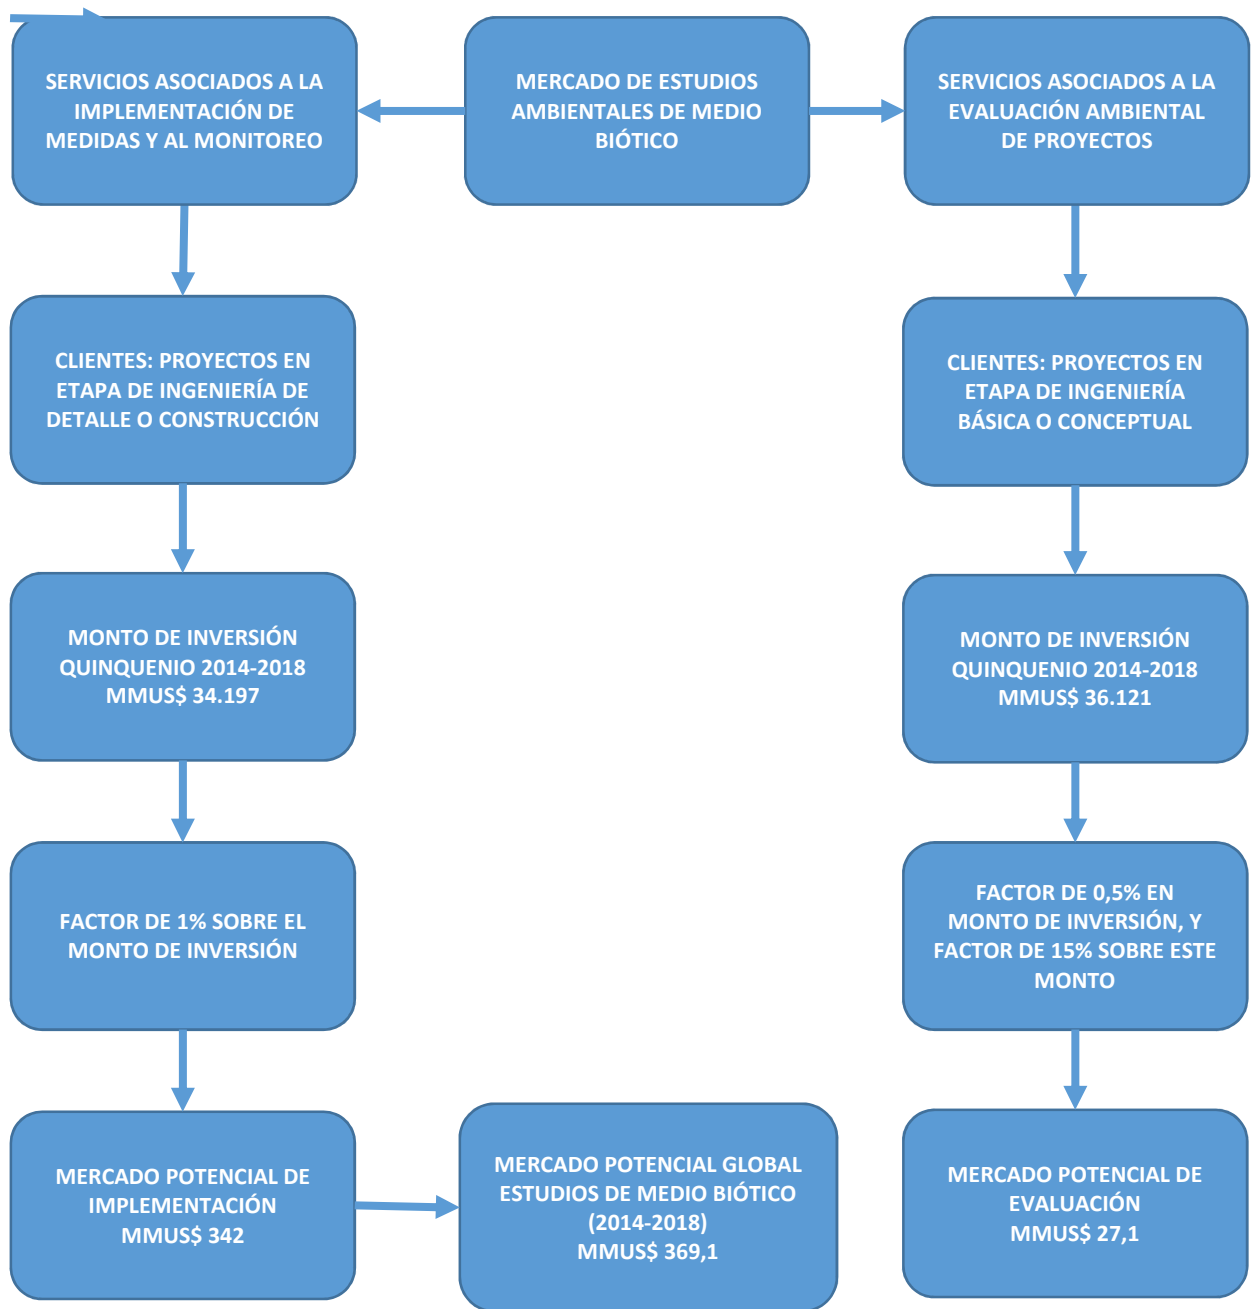 SERVICIOS ASOCIADOS A LA
IMPLEMENTACIÓN DE
MEDIDAS Y AL MONITOREO
MERCADO DE ESTUDIOS
AMBIENTALES DE MEDIO
BIÓTICO
SERVICIOS ASOCIADOS A LA
EVALUACIÓN AMBIENTAL
DE PROYECTOS
CLIENTES: PROYECTOS EN
ETAPA DE INGENIERÍA DE
DETALLE O CONSTRUCCIÓN
CLIENTES: PROYECTOS EN
ETAPA DE INGENIERÍA
BÁSICA O CONCEPTUAL
MONTO DE INVERSIÓN
QUINQUENIO 2014-2018
MMUS$ 34.197
MONTO DE INVERSIÓN
QUINQUENIO 2014-2018
MMUS$ 36.121
FACTOR DE 1% SOBRE EL
MONTO DE INVERSIÓN
FACTOR DE 0,5% EN
MONTO DE INVERSIÓN, Y
FACTOR DE 15% SOBRE ESTE
MONTO
MERCADO POTENCIAL DE
IMPLEMENTACIÓN
MMUS$ 342
MERCADO POTENCIAL GLOBAL
ESTUDIOS DE MEDIO BIÓTICO
(2014-2018)
MMUS$ 369,1
MERCADO POTENCIAL DE
EVALUACIÓN
MMUS$ 27,1